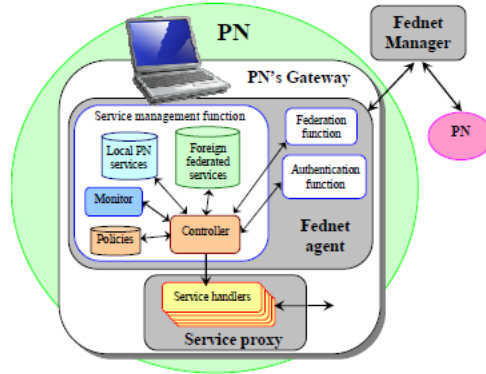 PN
Fednet
Manager
PN's Gateway
PN
Service management function
Local PN
services
Foreign
federated
services
Federation
function
Authentication
function
Monitor
Policies
Controller
Fednet
agent
Service handlers
Service proxy